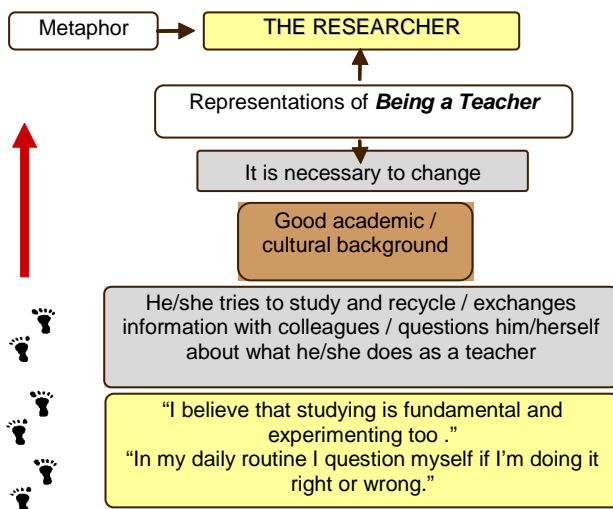 Metaphor
THE RESEARCHER
Representations of Being a Teacher
It is necessary to change
Good academic /
cultural background
He/she tries to study and recycle / exchanges
information with colleagues / questions him/herself
about what he/she does as a teacher
“I believe that studying is fundamental and
experimenting too .”
“In my daily routine I question myself if I’m doing it
right or wrong.”